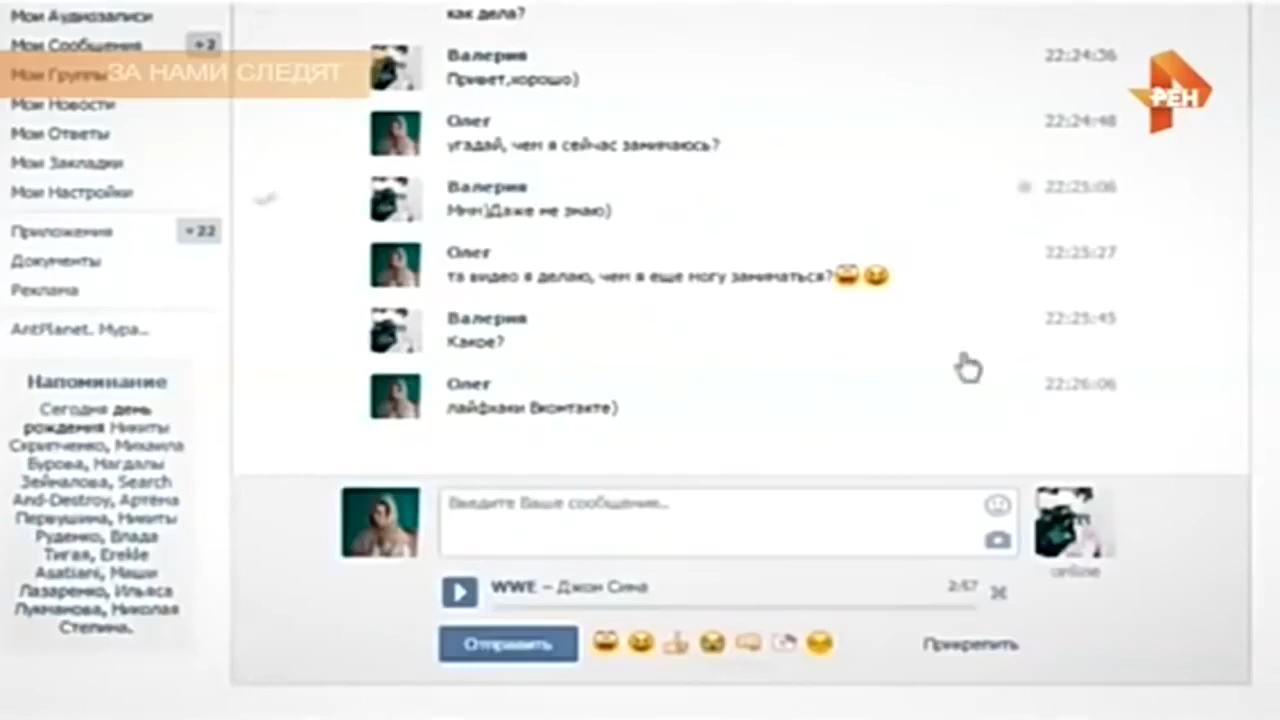 Мои Аудиозаписи
Мои Сообщения +2
Мои Группы
ЗА НАМИ СЛЕДЯТ
Мои Новости
Мои Ответы
Мои Закладки
Мои Настройки
Приложения +22
Документы
Реклама
AntPlanet. Мура...
Напоминание
Сегодня день
рождения Никиты
Скрипченко, Михаила
Бурова, Магдалы
Search
And-Destroy, Артёма
Первушина, Никиты
Руденко, Влада
Тигая, Erekle
Asatiani, Маши
Лазаренко, Ильяса
Лукманова, Николая
Степина.
как дела?
Валерия 22:24:36
Привет,хорошо)
Олег 22:24:48
угадай, чем я сейчас занимаюсь?
Валерия 22:25:06
Ммм)Даже не знаю)
Олег 22:25:27
та видео я делаю, чем я еще могу заниматься?
Валерия 22:25:45
Какое?
Олег 22:26:06
лайфхаки Вконтакте)
Введите Ваше сообщение...
online
WWE – Джон Сина 2:57
Отправить
Прикрепить
РЕН